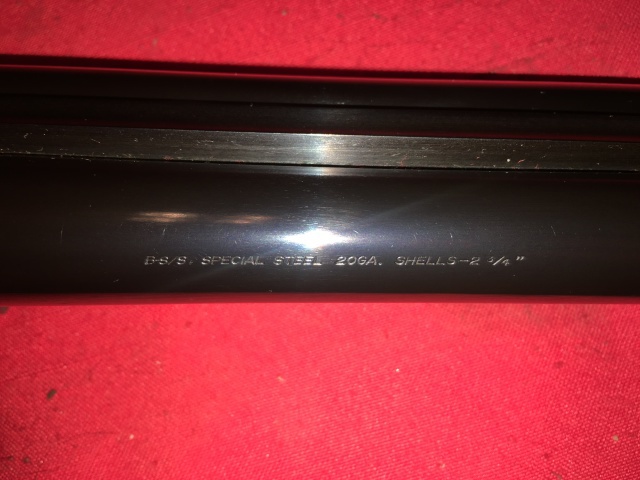 B-S/S. SPECIAL STEEL 20GA. SHELLS-2 3/4"